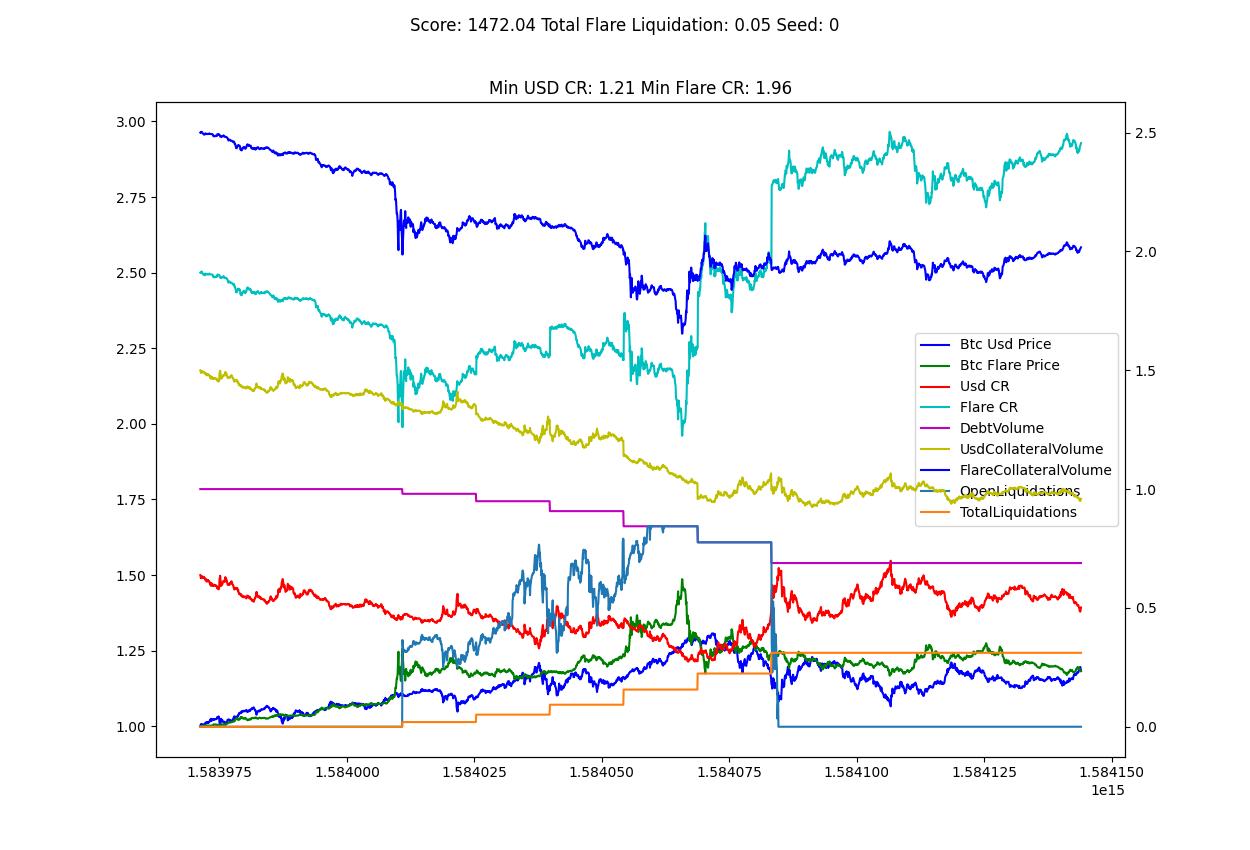 Score: 1472.04 Total Flare Liquidation: 0.05 Seed: 0
Min USD CR: 1.21 Min Flare CR: 1.96
3.00
2.75
2.50
2.25
2.00
1.75
1.50
1.25
1.00
2.5
2.0
1.5
1.0
0.5
0.0
Btc Usd Price
Btc Flare Price
Usd CR
Flare CR
DebtVolume
UsdCollateralVolume
FlareCollateralVolume
OpenLiquidations
TotalLiquidations
1.583975 1.584000 1.584025 1.584050 1.584075 1.584100 1.584125 1.584150
1e15